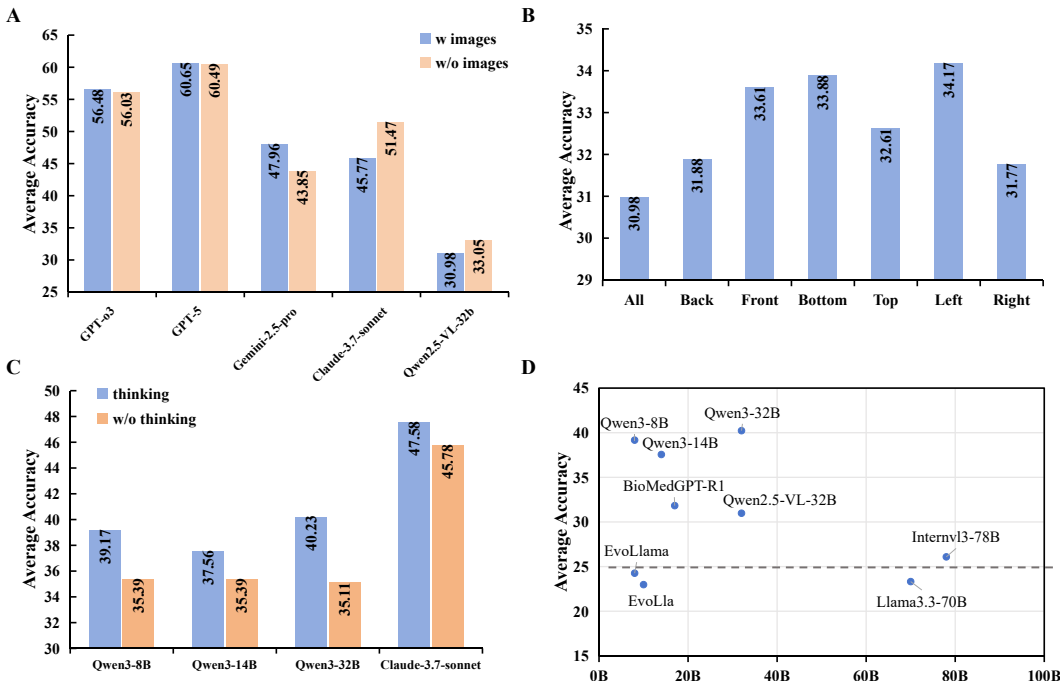 A
w images
w/o images
Average Accuracy
65
60
55
50
45
40
35
30
25
56.48
56.03
60.65
60.49
47.96
43.85
45.77
51.47
30.98
33.05
GPT-o3
GPT-5
Gemini-2.5-pro
Claude-3.7-sonnet
Qwen2.5-VL-32b
B
Average Accuracy
35
34
33
32
31
30
29
30.98
31.88
33.61
33.88
32.61
34.17
31.77
All
Back
Front
Bottom
Top
Left
Right
C
thinking
w/o thinking
Average Accuracy
50
48
46
44
42
40
38
36
34
32
30
39.17
35.39
37.56
35.39
40.23
35.11
47.58
45.78
Qwen3-8B
Qwen3-14B
Qwen3-32B
Claude-3.7-sonnet
D
Average Accuracy
45
40
35
30
25
20
15
Qwen3-8B
Qwen3-32B
Qwen3-14B
BioMedGPT-R1
Qwen2.5-VL-32B
EvoLlama
Internvl3-78B
EvoLla
Llama3.3-70B
0B
20B
40B
60B
80B
100B